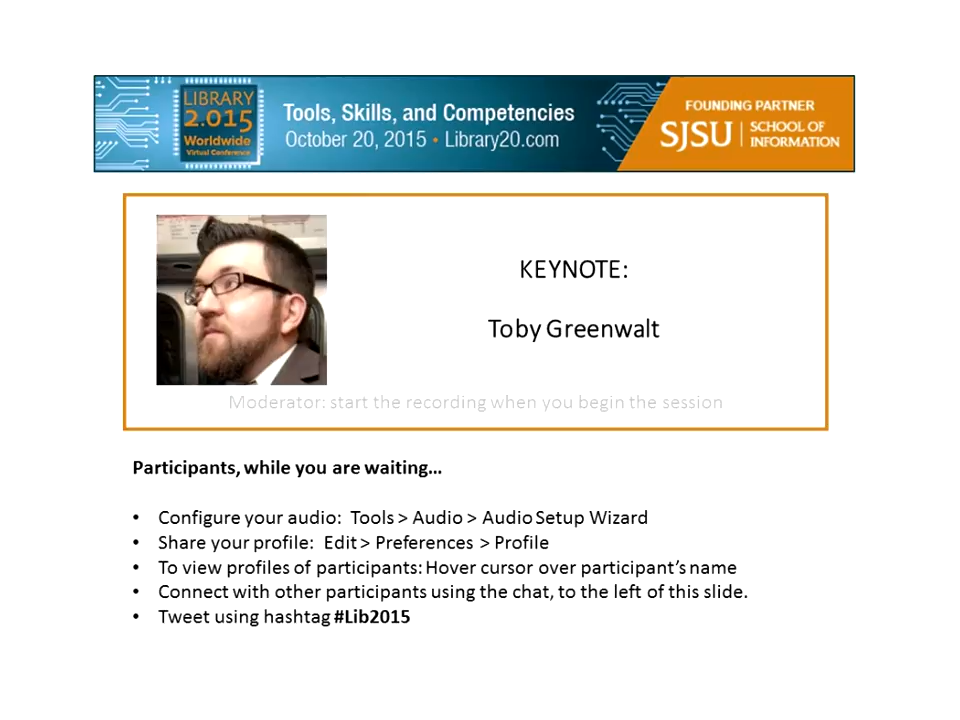 LIBRARY
2.015
Worldwide
Virtual Conference
Tools, Skills, and Competencies
October 20, 2015 • Library20.com
FOUNDING PARTNER
SJSU | SCHOOL OF
INFORMATION
KEYNOTE:
Toby Greenwalt
Moderator: start the recording when you begin the session
Participants, while you are waiting...
• Configure your audio: Tools > Audio > Audio Setup Wizard
• Share your profile: Edit > Preferences > Profile
• To view profiles of participants: Hover cursor over participant's name
• Connect with other participants using the chat, to the left of this slide.
• Tweet using hashtag #Lib2015